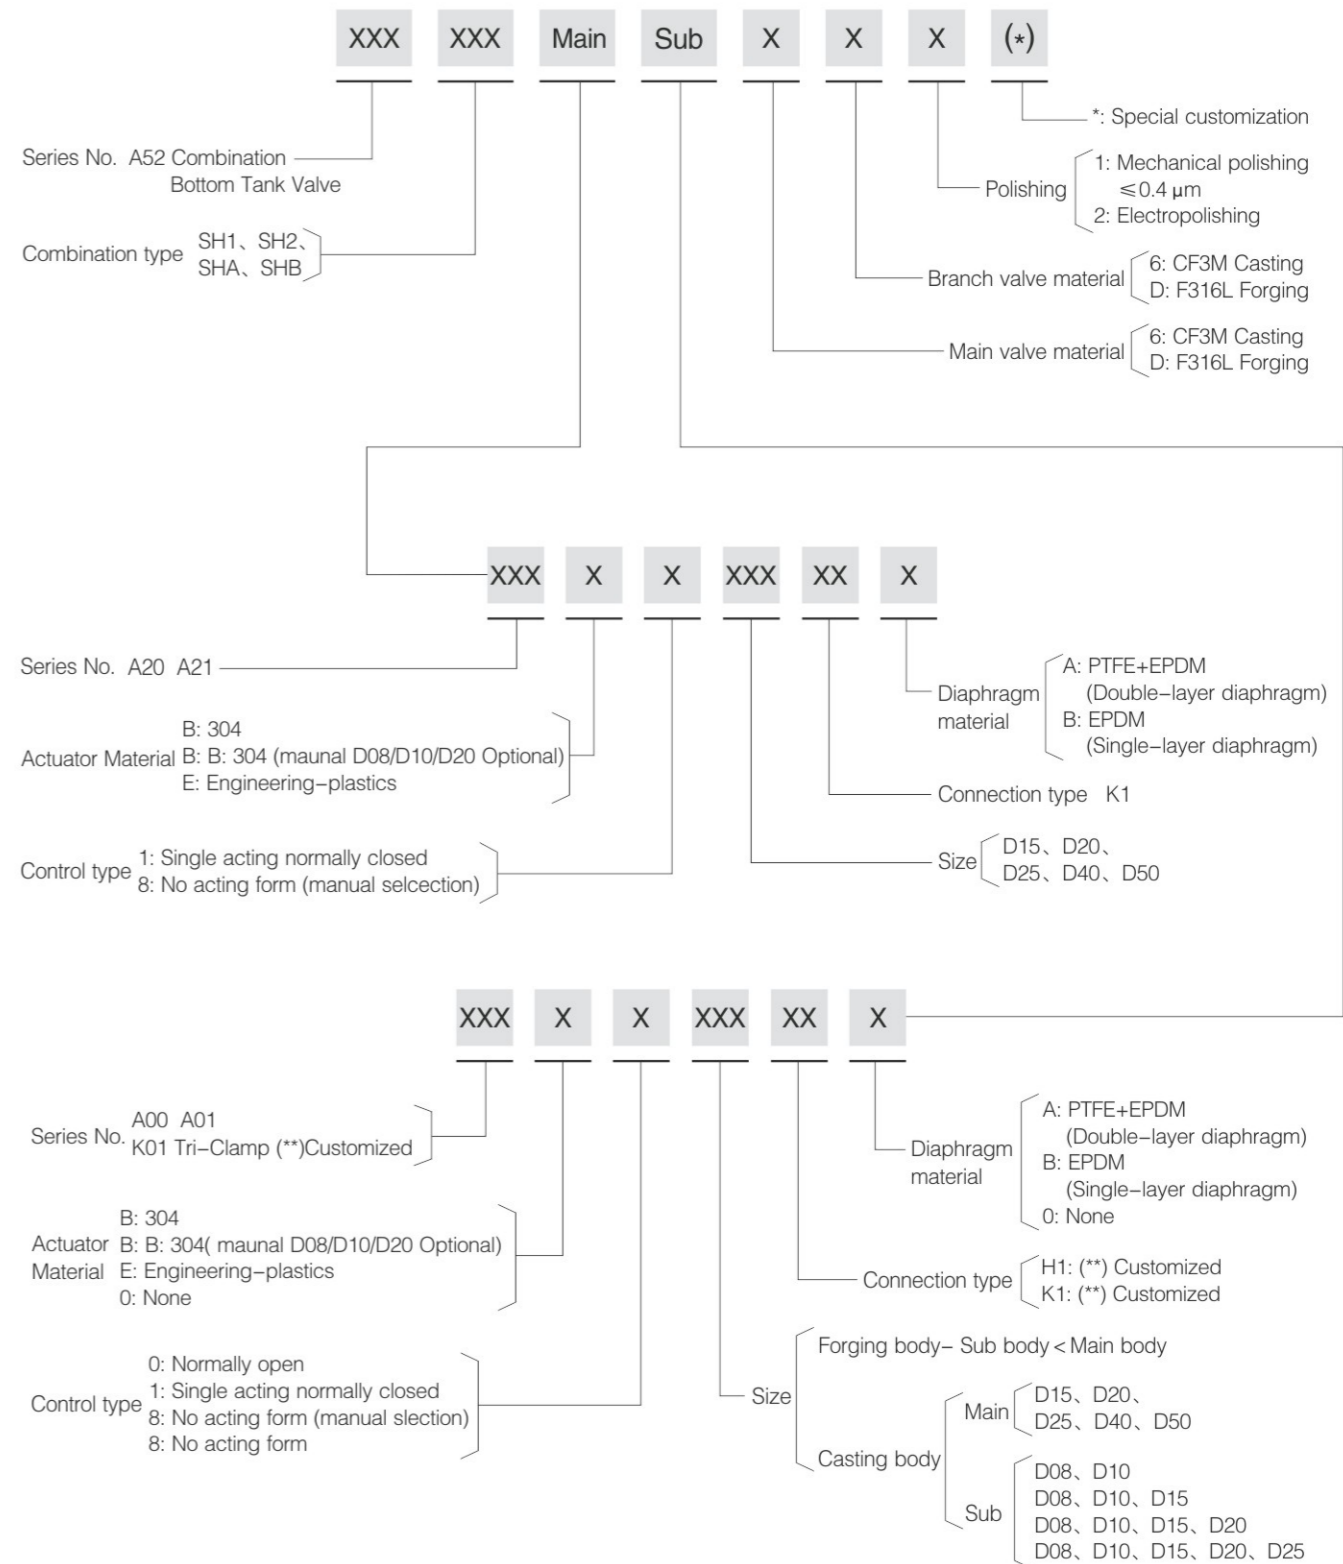 XXX XXX Main Sub X X X (*)
*: Special customization
Series No. A52 Combination
Bottom Tank Valve
Polishing
1: Mechanical polishing
≤0.4 μm
2: Electropolishing
Combination type
SH1、SH2、
SHA、SHB
Branch valve material
6: CF3M Casting
D: F316L Forging
Main valve material
6: CF3M Casting
D: F316L Forging
XXX X X XXX XX X
Series No. A20 A21
Diaphragm
material
A: PTFE+EPDM
(Double-layer diaphragm)
B: EPDM
(Single-layer diaphragm)
Actuator Material
B: 304
B: B: 304 (maunal D08/D10/D20 Optional)
E: Engineering-plastics
Connection type K1
Control type
1: Single acting normally closed
8: No acting form (manual selcection)
Size
D15、D20、
D25、D40、D50
XXX X X XXX XX X
Series No.
A00 A01
K01 Tri-Clamp (**)Customized
Diaphragm
material
A: PTFE+EPDM
(Double-layer diaphragm)
B: EPDM
(Single-layer diaphragm)
0: None
Actuator
Material
B: 304
B: B: 304( maunal D08/D10/D20 Optional)
E: Engineering-plastics
0: None
Connection type
H1: (**) Customized
K1: (**) Customized
Control type
0: Normally open
1: Single acting normally closed
8: No acting form (manual slection)
8: No acting form
Size
Forging body- Sub body < Main body
Casting body
Main
D15、D20、
D25、D40、D50
Sub
D08、D10
D08、D10、D15
D08、D10、D15、D20
D08、D10、D15、D20、D25